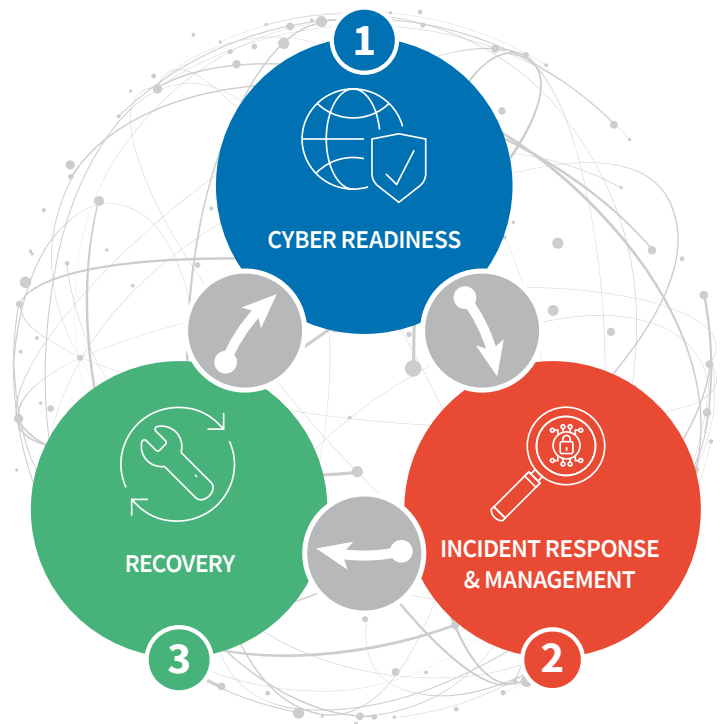 1
CYBER READINESS
2
INCIDENT RESPONSE
& MANAGEMENT
3
RECOVERY